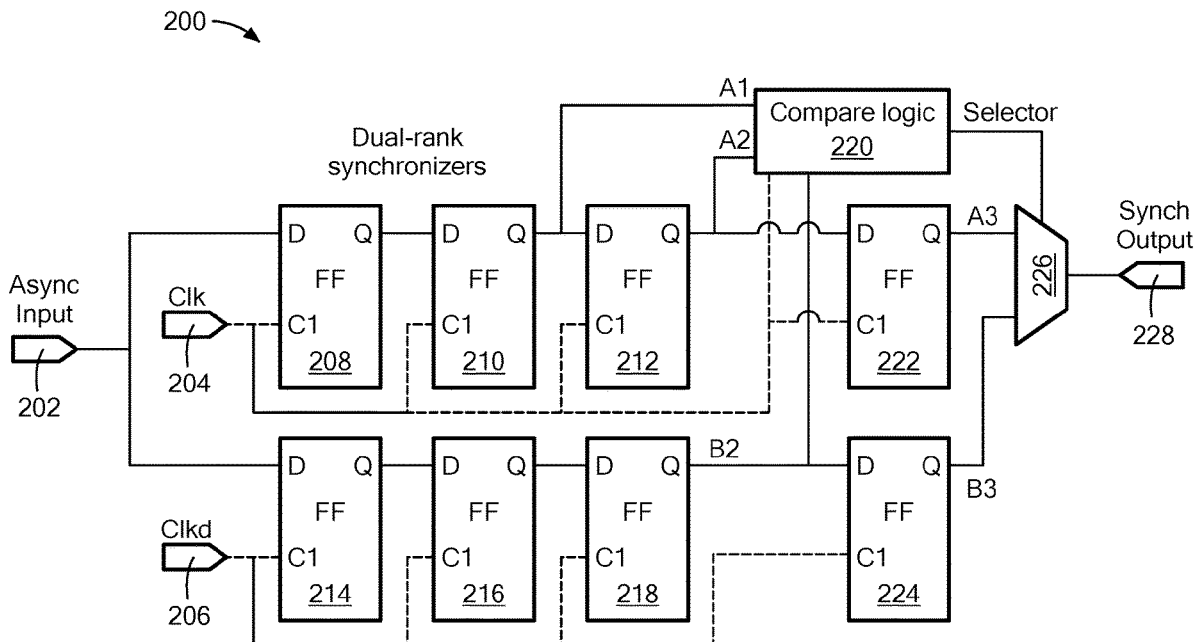 200
A1
Compare logic
220
Selector
A2
Dual-rank
synchronizers
D Q
FF
C1
208
D Q
FF
C1
210
D Q
FF
C1
212
D Q
FF
C1
222
A3
226
Synch
Output
228
Async
Input
202
Clk
204
D Q
FF
C1
214
D Q
FF
C1
216
D Q
FF
C1
218
B2
D Q
FF
C1
224
B3
Clkd
206